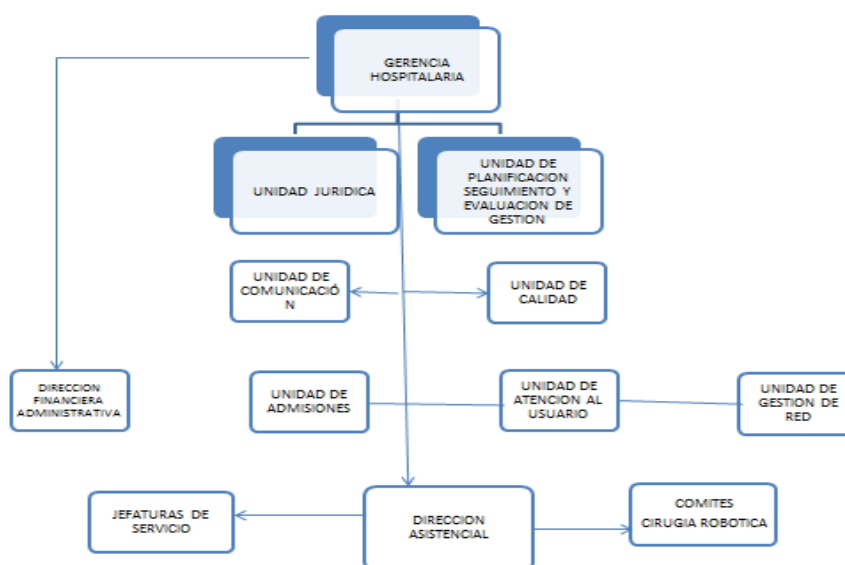 GERENCIA
HOSPITALARIA
UNIDAD JURIDICA
UNIDAD DE
PLANIFICACION
SEGUIMIENTO Y
EVALUACION DE
GESTION
UNIDAD DE
COMUNICACIÓ
N
UNIDAD DE
CALIDAD
DIRECCION
FINANCIERA
ADMINISTRATIVA
UNIDAD DE
ADMISIONES
UNIDAD DE
ATENCION AL
USUARIO
UNIDAD DE
GESTION DE
RED
JEFATURAS DE
SERVICIO
DIRECCION
ASISTENCIAL
COMITES
CIRUGIA ROBOTICA